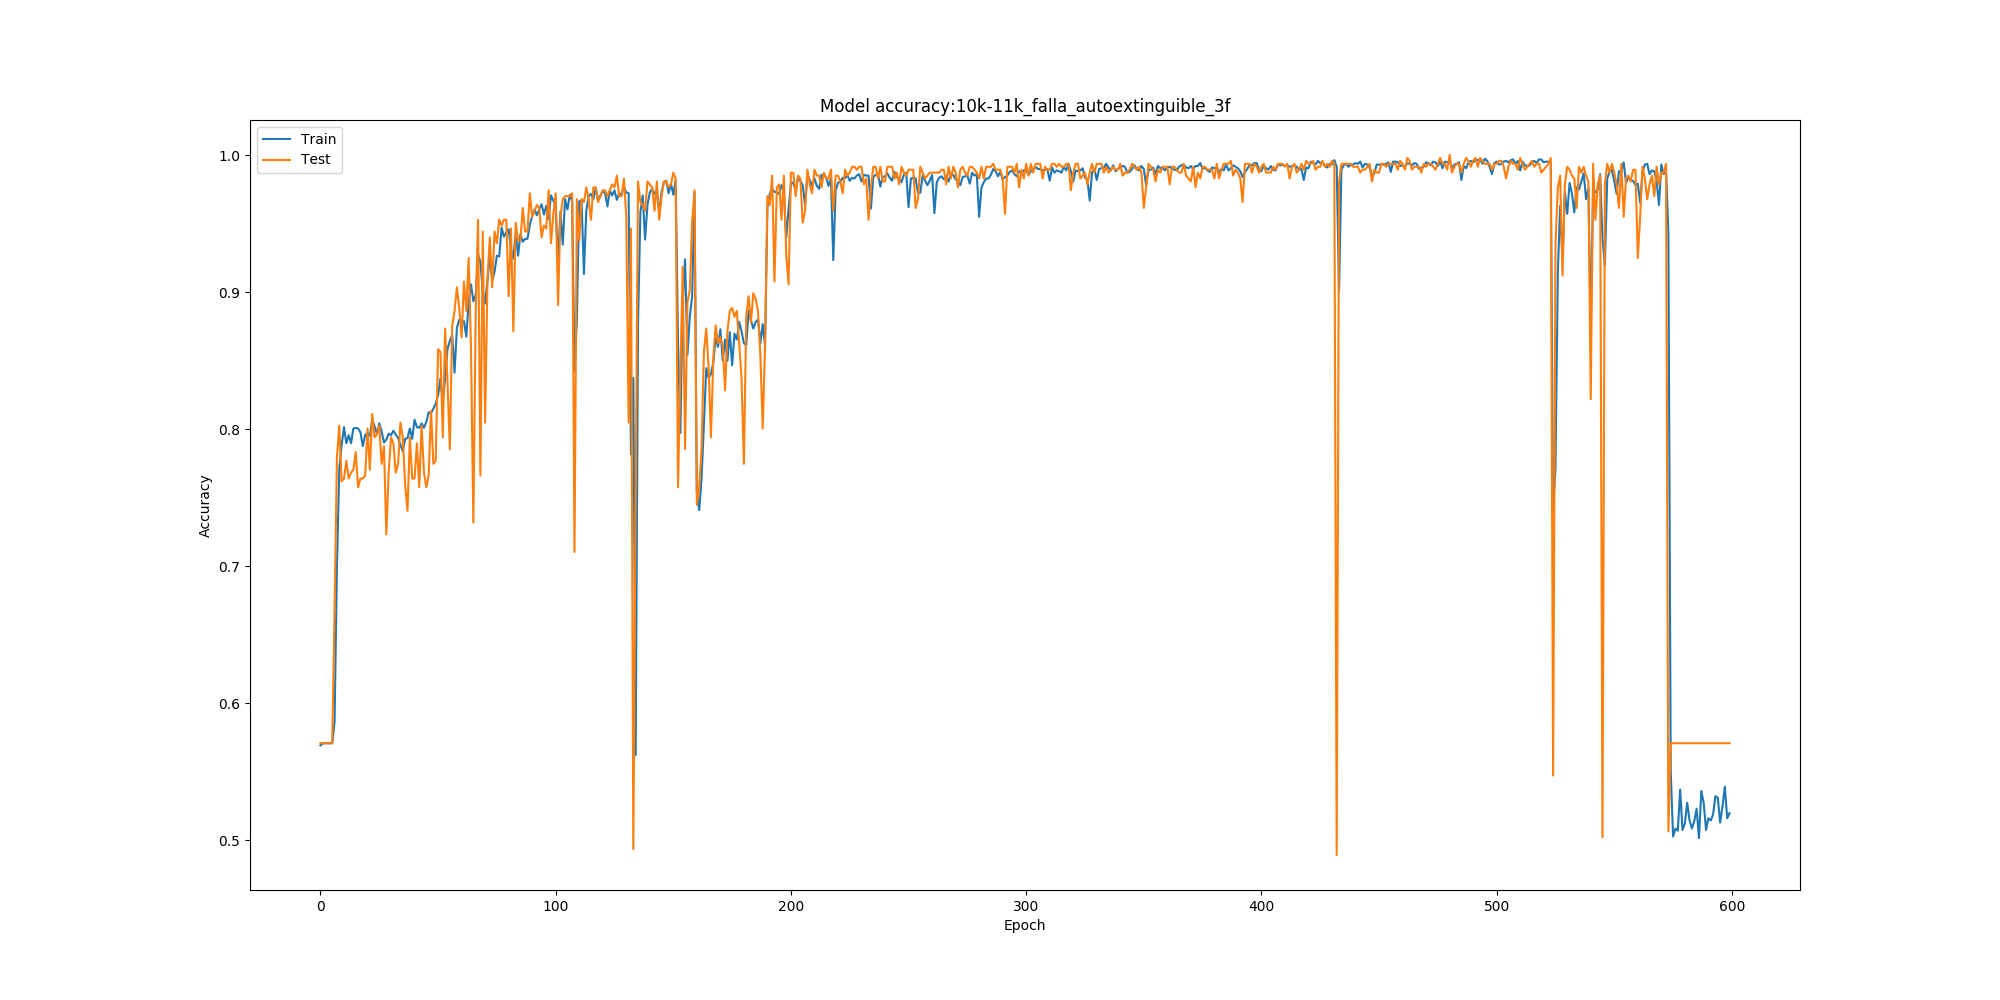 Model accuracy:10k-11k_falla_autoextinguible_3f
Train
Test
1.0
0.9
0.8
0.7
0.6
0.5
Accuracy
0 100 200 300 400 500 600
Epoch